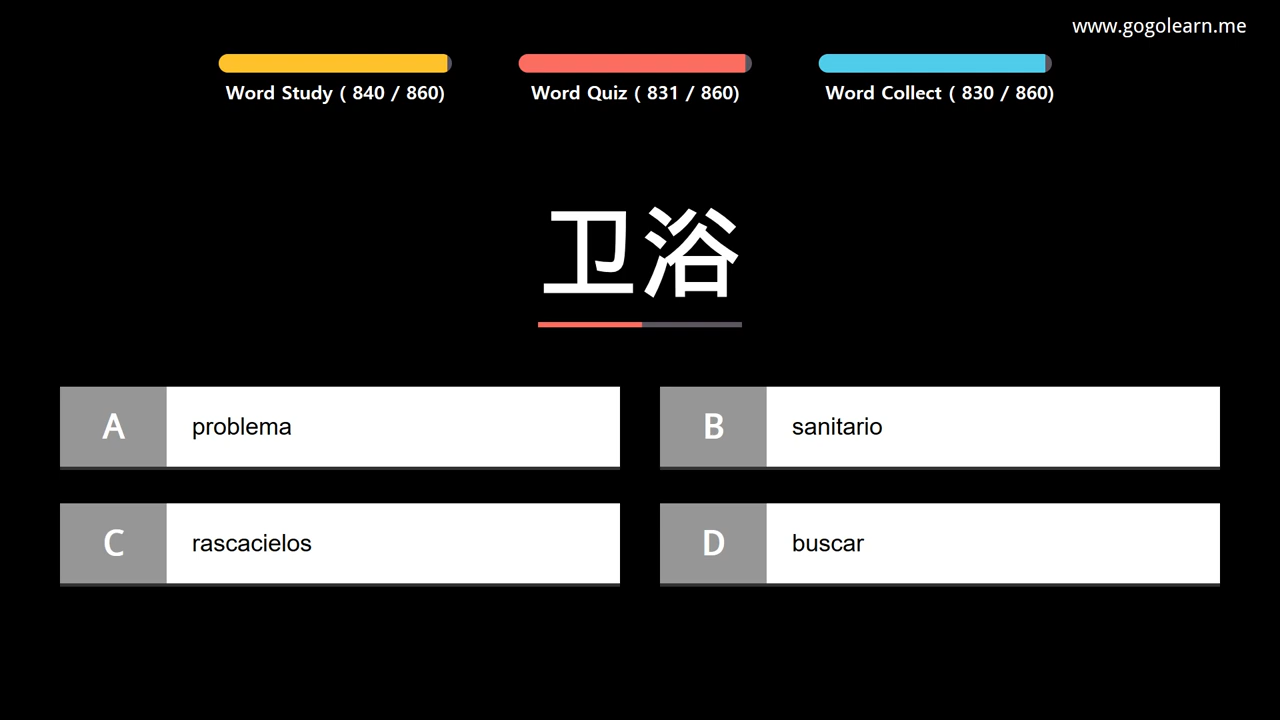 www.gogolearn.me
Word Study ( 840 / 860)
Word Quiz ( 831 / 860)
Word Collect ( 830 / 860)
卫浴
A problema
B sanitario
C rascacielos
D buscar